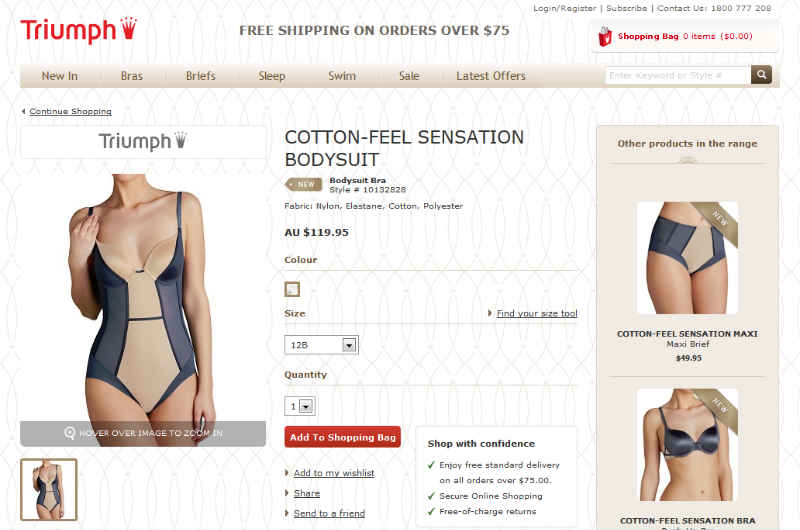 Login/Register | Subscribe | Contact Us: 1800 777 208
Triumph
FREE SHIPPING ON ORDERS OVER $75
Shopping Bag 0 items ($0.00)
New In
Bras
Briefs
Sleep
Swim
Sale
Latest Offers
Enter Keyword or Style #
Continue Shopping
Triumph
HOVER OVER IMAGE TO ZOOM IN
COTTON-FEEL SENSATION
BODYSUIT
NEW
Bodysuit Bra
Style # 10132828
Fabric: Nylon, Elastane, Cotton, Polyester
AU $119.95
Colour
Size
Find your size tool
12B
Quantity
1
Add To Shopping Bag
Add to my wishlist
Share
Send to a friend
Shop with confidence
Enjoy free standard delivery
on all orders over $75.00.
Secure Online Shopping
Free-of-charge returns
Other products in the range
NEW
COTTON-FEEL SENSATION MAXI
Maxi Brief
$49.95
NEW
COTTON-FEEL SENSATION BRA